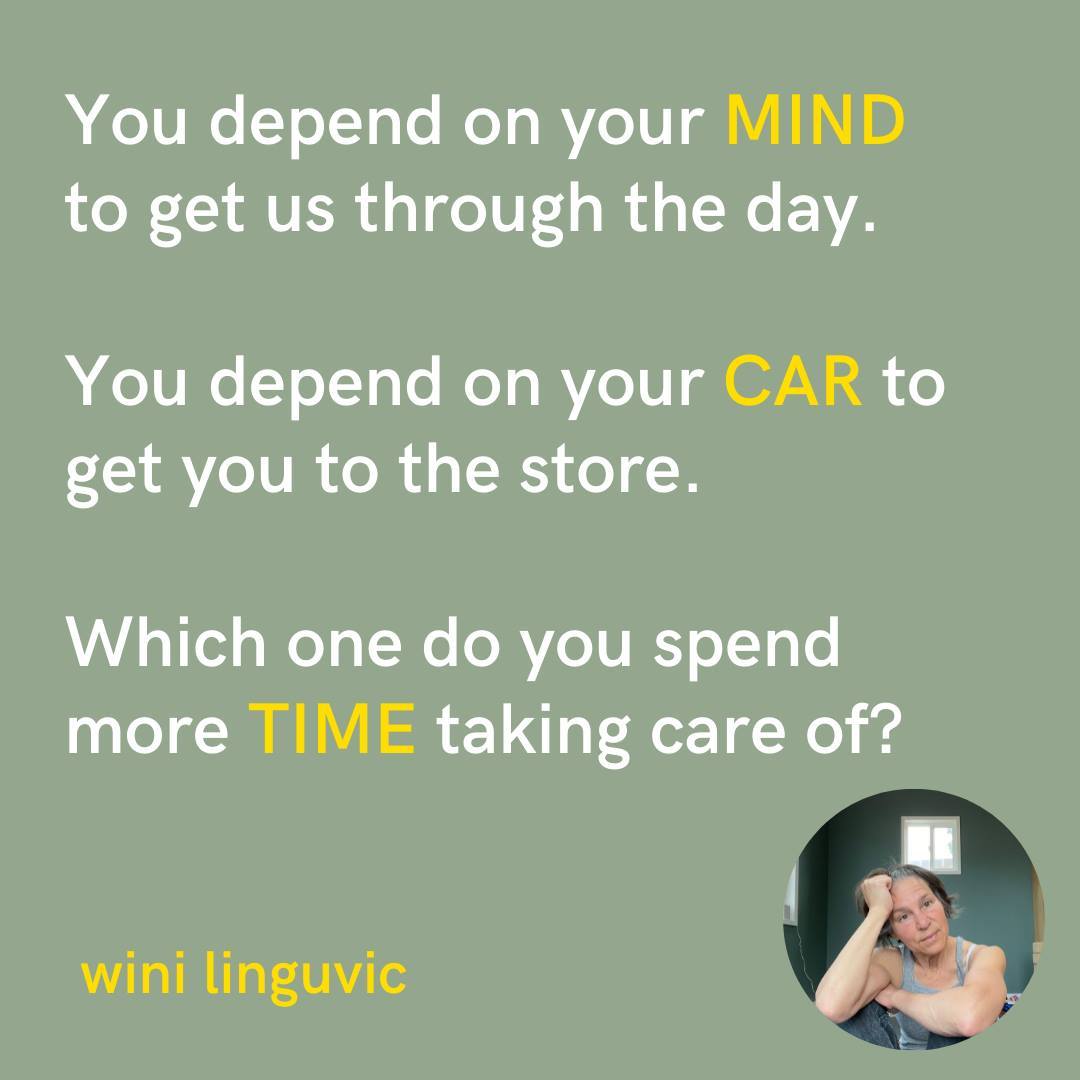 You depend on your MIND
to get us through the day.
You depend on your CAR to
get you to the store.
Which one do you spend
more TIME taking care of?
wini linguvic